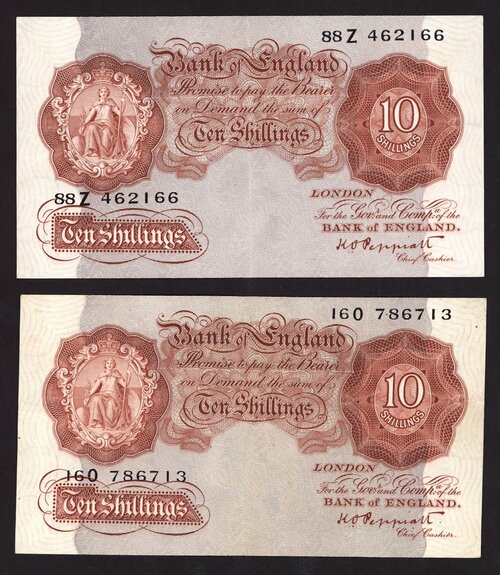 88Z 462166
Bank of England
Promise to pay the Bearer
on Demand the sum of
Ten Shillings
10
SHILLINGS
88Z 462166
Ten Shillings
LONDON
For the Govr. and Compa. of the
BANK OF ENGLAND.
K.O. Peppiatt
Chief Cashier.
160 786713
Bank of England
Promise to pay the Bearer
on Demand the sum of
Ten Shillings
10
SHILLINGS
160 786713
Ten Shillings
LONDON
For the Govr. and Compa. of the
BANK OF ENGLAND.
K.O. Peppiatt
Chief Cashier.